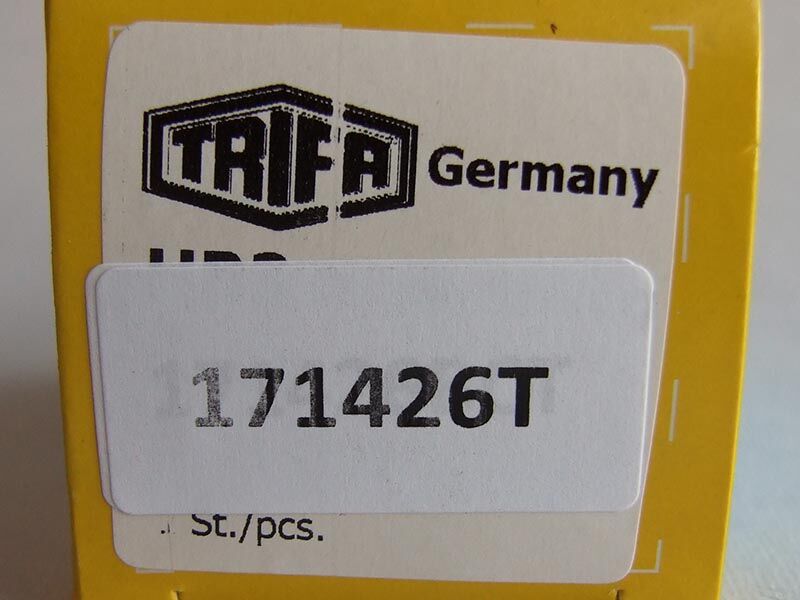 TRIFA Germany
171426T
St./pcs.